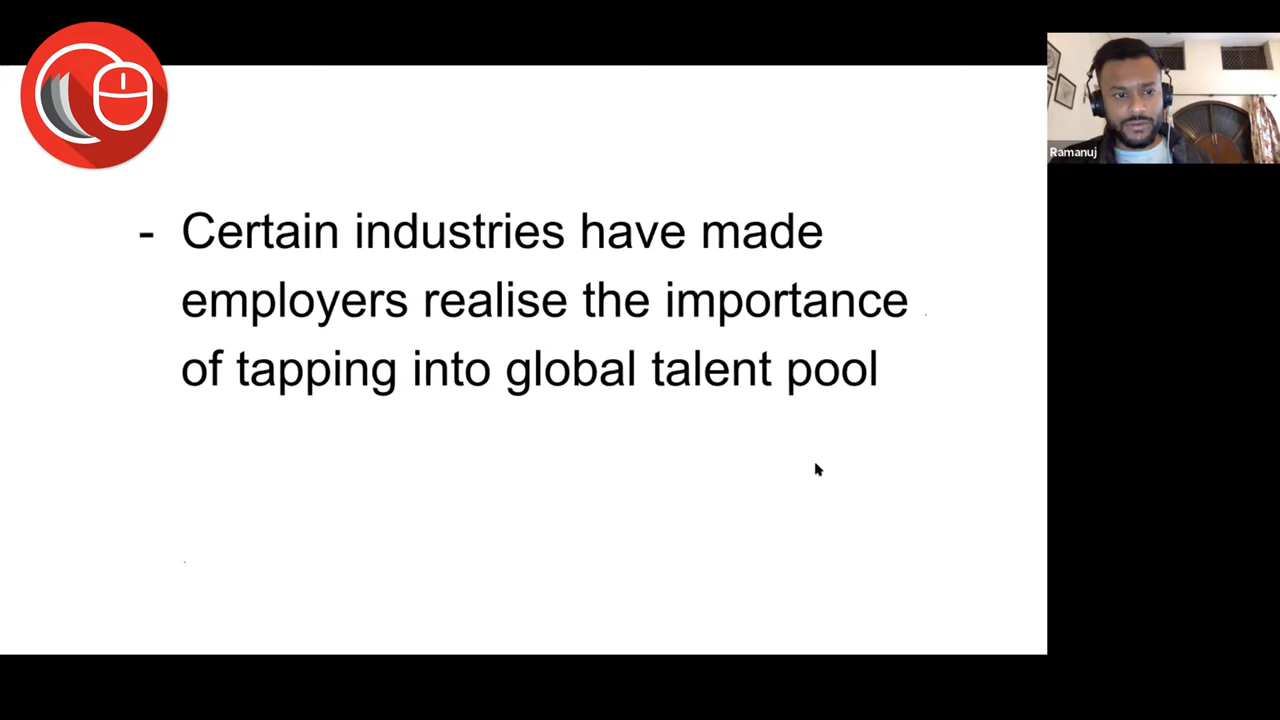 - Certain industries have made
employers realise the importance
of tapping into global talent pool
Ramanuj